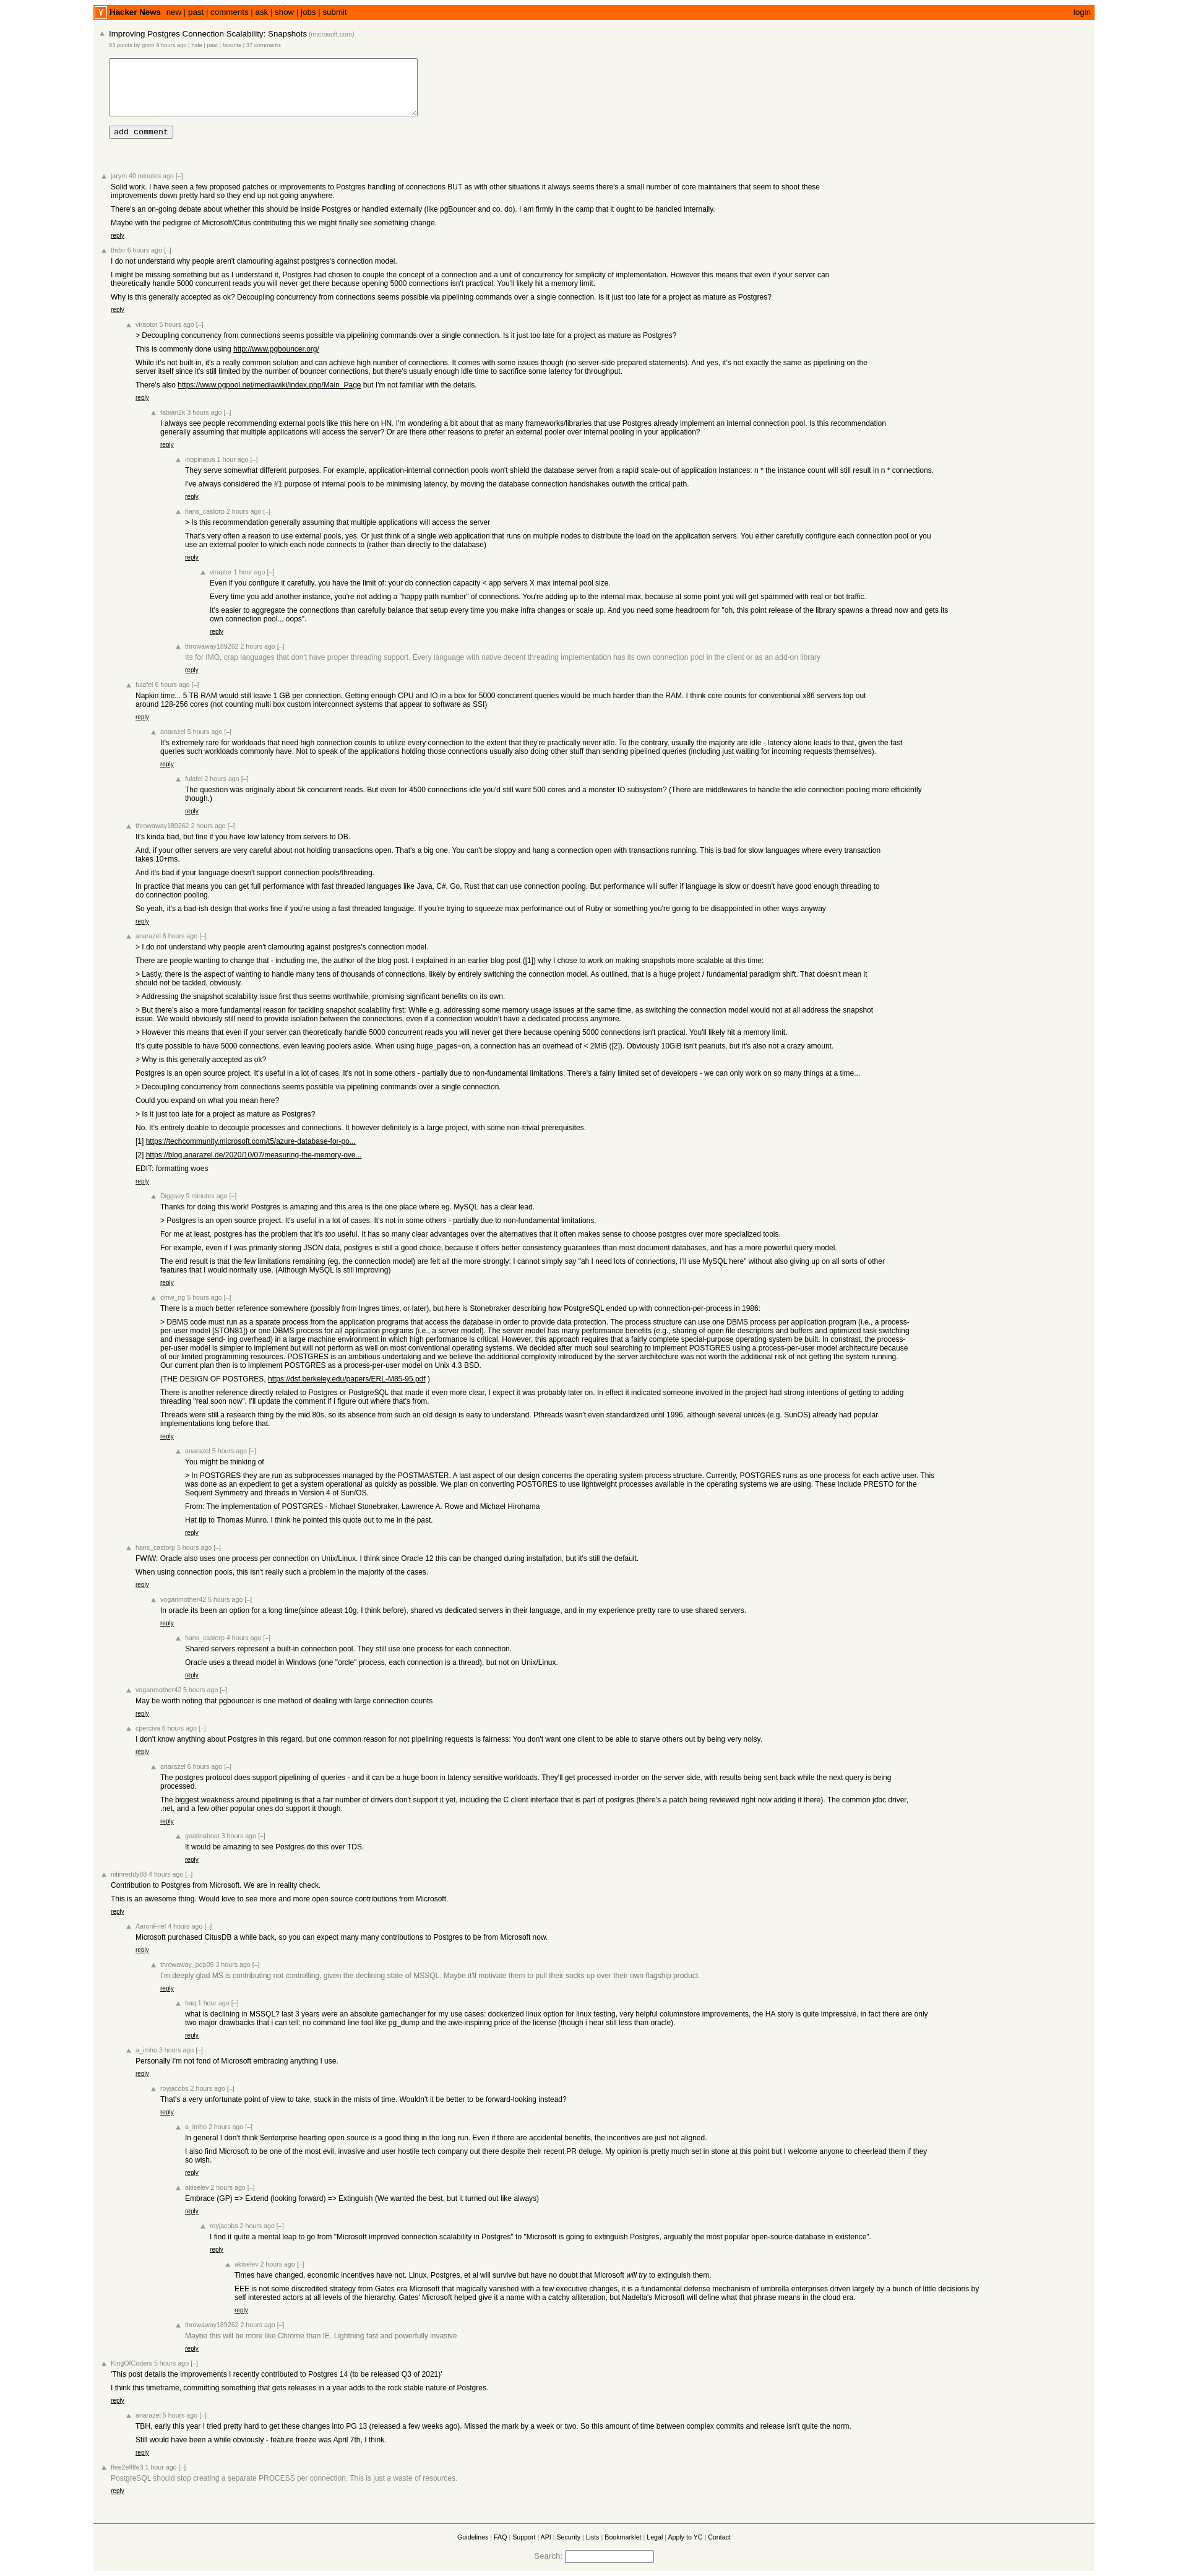 Y Hacker News new | past | comments | ask | show | jobs | submit login
Improving Postgres Connection Scalability: Snapshots (microsoft.com)
83 points by grzm 9 hours ago | hide | past | favorite | 37 comments
add comment
jarym 40 minutes ago [–]
Solid work. I have seen a few proposed patches or improvements to Postgres handling of connections BUT as with other situations it always seems there's a small number of core maintainers that seem to shoot these
improvements down pretty hard so they end up not going anywhere.
There's an on-going debate about whether this should be inside Postgres or handled externally (like pgBouncer and co. do). I am firmly in the camp that it ought to be handled internally.
Maybe with the pedigree of Microsoft/Citus contributing this we might finally see something change.
reply
thdxr 6 hours ago [–]
I do not understand why people aren't clamouring against postgres's connection model.
I might be missing something but as I understand it, Postgres had chosen to couple the concept of a connection and a unit of concurrency for simplicity of implementation. However this means that even if your server can
theoretically handle 5000 concurrent reads you will never get there because opening 5000 connections isn't practical. You'll likely hit a memory limit.
Why is this generally accepted as ok? Decoupling concurrency from connections seems possible via pipelining commands over a single connection. Is it just too late for a project as mature as Postgres?
reply
viraptor 5 hours ago [–]
> Decoupling concurrency from connections seems possible via pipelining commands over a single connection. Is it just too late for a project as mature as Postgres?
This is commonly done using http://www.pgbouncer.org/
While it's not built-in, it's a really common solution and can achieve high number of connections. It comes with some issues though (no server-side prepared statements). And yes, it's not exactly the same as pipelining on the
server itself since it's still limited by the number of bouncer connections, but there's usually enough idle time to sacrifice some latency for throughput.
There's also https://www.pgpool.net/mediawiki/index.php/Main_Page but I'm not familiar with the details.
reply
fabian2k 3 hours ago [–]
I always see people recommending external pools like this here on HN. I'm wondering a bit about that as many frameworks/libraries that use Postgres already implement an internal connection pool. Is this recommendation
generally assuming that multiple applications will access the server? Or are there other reasons to prefer an external pooler over internal pooling in your application?
reply
inopinatus 1 hour ago [–]
They serve somewhat different purposes. For example, application-internal connection pools won't shield the database server from a rapid scale-out of application instances: n * the instance count will still result in n * connections.
I've always considered the #1 purpose of internal pools to be minimising latency, by moving the database connection handshakes outwith the critical path.
reply
hans_castorp 2 hours ago [–]
> Is this recommendation generally assuming that multiple applications will access the server
That's very often a reason to use external pools, yes. Or just think of a single web application that runs on multiple nodes to distribute the load on the application servers. You either carefully configure each connection pool or you
use an external pooler to which each node connects to (rather than directly to the database)
reply
viraptor 1 hour ago [–]
Even if you configure it carefully, you have the limit of: your db connection capacity < app servers X max internal pool size.
Every time you add another instance, you're not adding a "happy path number" of connections. You're adding up to the internal max, because at some point you will get spammed with real or bot traffic.
It's easier to aggregate the connections than carefully balance that setup every time you make infra changes or scale up. And you need some headroom for "oh, this point release of the library spawns a thread now and gets its
own connection pool... oops".
reply
throwaway189262 2 hours ago [–]
Its for IMO, crap languages that don't have proper threading support. Every language with native decent threading implementation has its own connection pool in the client or as an add-on library
reply
fulafel 6 hours ago [–]
Napkin time... 5 TB RAM would still leave 1 GB per connection. Getting enough CPU and IO in a box for 5000 concurrent queries would be much harder than the RAM. I think core counts for conventional x86 servers top out
around 128-256 cores (not counting multi box custom interconnect systems that appear to software as SSI)
reply
anarazel 5 hours ago [–]
It's extremely rare for workloads that need high connection counts to utilize every connection to the extent that they're practically never idle. To the contrary, usually the majority are idle - latency alone leads to that, given the fast
queries such workloads commonly have. Not to speak of the applications holding those connections usually also doing other stuff than sending pipelined queries (including just waiting for incoming requests themselves).
reply
fulafel 2 hours ago [–]
The question was originally about 5k concurrent reads. But even for 4500 connections idle you'd still want 500 cores and a monster IO subsystem? (There are middlewares to handle the idle connection pooling more efficiently
though.)
reply
throwaway189262 2 hours ago [–]
It's kinda bad, but fine if you have low latency from servers to DB.
And, if your other servers are very careful about not holding transactions open. That's a big one. You can't be sloppy and hang a connection open with transactions running. This is bad for slow languages where every transaction
takes 10+ms.
And it's bad if your language doesn't support connection pools/threading.
In practice that means you can get full performance with fast threaded languages like Java, C#, Go, Rust that can use connection pooling. But performance will suffer if language is slow or doesn't have good enough threading to
do connection pooling.
So yeah, it's a bad-ish design that works fine if you're using a fast threaded language. If you're trying to squeeze max performance out of Ruby or something you're going to be disappointed in other ways anyway
reply
anarazel 6 hours ago [–]
> I do not understand why people aren't clamouring against postgres's connection model.
There are people wanting to change that - including me, the author of the blog post. I explained in an earlier blog post ([1]) why I chose to work on making snapshots more scalable at this time:
> Lastly, there is the aspect of wanting to handle many tens of thousands of connections, likely by entirely switching the connection model. As outlined, that is a huge project / fundamental paradigm shift. That doesn't mean it
should not be tackled, obviously.
> Addressing the snapshot scalability issue first thus seems worthwhile, promising significant benefits on its own.
> But there's also a more fundamental reason for tackling snapshot scalability first: While e.g. addressing some memory usage issues at the same time, as switching the connection model would not at all address the snapshot
issue. We would obviously still need to provide isolation between the connections, even if a connection wouldn't have a dedicated process anymore.
> However this means that even if your server can theoretically handle 5000 concurrent reads you will never get there because opening 5000 connections isn't practical. You'll likely hit a memory limit.
It's quite possible to have 5000 connections, even leaving poolers aside. When using huge_pages=on, a connection has an overhead of < 2MiB ([2]). Obviously 10GiB isn't peanuts, but it's also not a crazy amount.
> Why is this generally accepted as ok?
Postgres is an open source project. It's useful in a lot of cases. It's not in some others - partially due to non-fundamental limitations. There's a fairly limited set of developers - we can only work on so many things at a time...
> Decoupling concurrency from connections seems possible via pipelining commands over a single connection.
Could you expand on what you mean here?
> Is it just too late for a project as mature as Postgres?
No. It's entirely doable to decouple processes and connections. It however definitely is a large project, with some non-trivial prerequisites.
[1] https://techcommunity.microsoft.com/t5/azure-database-for-po...
[2] https://blog.anarazel.de/2020/10/07/measuring-the-memory-ove...
EDIT: formatting woes
reply
Diggsey 9 minutes ago [–]
Thanks for doing this work! Postgres is amazing and this area is the one place where eg. MySQL has a clear lead.
> Postgres is an open source project. It's useful in a lot of cases. It's not in some others - partially due to non-fundamental limitations.
For me at least, postgres has the problem that it's too useful. It has so many clear advantages over the alternatives that it often makes sense to choose postgres over more specialized tools.
For example, even if I was primarily storing JSON data, postgres is still a good choice, because it offers better consistency guarantees than most document databases, and has a more powerful query model.
The end result is that the few limitations remaining (eg. the connection model) are felt all the more strongly: I cannot simply say "ah I need lots of connections, I'll use MySQL here" without also giving up on all sorts of other
features that I would normally use. (Although MySQL is still improving)
reply
dmw_ng 5 hours ago [–]
There is a much better reference somewhere (possibly from Ingres times, or later), but here is Stonebraker describing how PostgreSQL ended up with connection-per-process in 1986:
> DBMS code must run as a sparate process from the application programs that access the database in order to provide data protection. The process structure can use one DBMS process per application program (i.e., a process-
per-user model [STON81]) or one DBMS process for all application programs (i.e., a server model). The server model has many performance benefits (e.g., sharing of open file descriptors and buffers and optimized task switching
and message send- ing overhead) in a large machine environment in which high performance is critical. However, this approach requires that a fairly complete special-purpose operating system be built. In constrast, the process-
per-user model is simpler to implement but will not perform as well on most conventional operating systems. We decided after much soul searching to implement POSTGRES using a process-per-user model architecture because
of our limited programming resources. POSTGRES is an ambitious undertaking and we believe the additional complexity introduced by the server architecture was not worth the additional risk of not getting the system running.
Our current plan then is to implement POSTGRES as a process-per-user model on Unix 4.3 BSD.
(THE DESIGN OF POSTGRES, https://dsf.berkeley.edu/papers/ERL-M85-95.pdf )
There is another reference directly related to Postgres or PostgreSQL that made it even more clear, I expect it was probably later on. In effect it indicated someone involved in the project had strong intentions of getting to adding
threading "real soon now". I'll update the comment if I figure out where that's from.
Threads were still a research thing by the mid 80s, so its absence from such an old design is easy to understand. Pthreads wasn't even standardized until 1996, although several unices (e.g. SunOS) already had popular
implementations long before that.
reply
anarazel 5 hours ago [–]
You might be thinking of
> In POSTGRES they are run as subprocesses managed by the POSTMASTER. A last aspect of our design concerns the operating system process structure. Currently, POSTGRES runs as one process for each active user. This
was done as an expedient to get a system operational as quickly as possible. We plan on converting POSTGRES to use lightweight processes available in the operating systems we are using. These include PRESTO for the
Sequent Symmetry and threads in Version 4 of Sun/OS.
From: The implementation of POSTGRES - Michael Stonebraker, Lawrence A. Rowe and Michael Hirohama
Hat tip to Thomas Munro. I think he pointed this quote out to me in the past.
reply
hans_castorp 5 hours ago [–]
FWIW: Oracle also uses one process per connection on Unix/Linux. I think since Oracle 12 this can be changed during installation, but it's still the default.
When using connection pools, this isn't really such a problem in the majority of the cases.
reply
voganmother42 5 hours ago [–]
In oracle its been an option for a long time(since atleast 10g, I think before), shared vs dedicated servers in their language, and in my experience pretty rare to use shared servers.
reply
hans_castorp 4 hours ago [–]
Shared servers represent a built-in connection pool. They still use one process for each connection.
Oracle uses a thread model in Windows (one "orcle" process, each connection is a thread), but not on Unix/Linux.
reply
voganmother42 5 hours ago [–]
May be worth noting that pgbouncer is one method of dealing with large connection counts
reply
cperciva 6 hours ago [–]
I don't know anything about Postgres in this regard, but one common reason for not pipelining requests is fairness: You don't want one client to be able to starve others out by being very noisy.
reply
anarazel 6 hours ago [–]
The postgres protocol does support pipelining of queries - and it can be a huge boon in latency sensitive workloads. They'll get processed in-order on the server side, with results being sent back while the next query is being
processed.
The biggest weakness around pipelining is that a fair number of drivers don't support it yet, including the C client interface that is part of postgres (there's a patch being reviewed right now adding it there). The common jdbc driver,
.net, and a few other popular ones do support it though.
reply
goatinaboat 3 hours ago [–]
It would be amazing to see Postgres do this over TDS.
reply
nitinreddy88 4 hours ago [–]
Contribution to Postgres from Microsoft. We are in reality check.
This is an awesome thing. Would love to see more and more open source contributions from Microsoft.
reply
AaronFriel 4 hours ago [–]
Microsoft purchased CitusDB a while back, so you can expect many many contributions to Postgres to be from Microsoft now.
reply
throwaway_pdp09 3 hours ago [–]
I'm deeply glad MS is contributing not controlling, given the declining state of MSSQL. Maybe it'll motivate them to pull their socks up over their own flagship product.
reply
baq 1 hour ago [–]
what is declining in MSSQL? last 3 years were an absolute gamechanger for my use cases: dockerized linux option for linux testing, very helpful columnstore improvements, the HA story is quite impressive, in fact there are only
two major drawbacks that i can tell: no command line tool like pg_dump and the awe-inspiring price of the license (though i hear still less than oracle).
reply
a_imho 3 hours ago [–]
Personally I'm not fond of Microsoft embracing anything I use.
reply
royjacobs 2 hours ago [–]
That's a very unfortunate point of view to take, stuck in the mists of time. Wouldn't it be better to be forward-looking instead?
reply
a_imho 2 hours ago [–]
In general I don't think $enterprise hearting open source is a good thing in the long run. Even if there are accidental benefits, the incentives are just not aligned.
I also find Microsoft to be one of the most evil, invasive and user hostile tech company out there despite their recent PR deluge. My opinion is pretty much set in stone at this point but I welcome anyone to cheerlead them if they
so wish.
reply
akiselev 2 hours ago [–]
Embrace (GP) => Extend (looking forward) => Extinguish (We wanted the best, but it turned out like always)
reply
royjacobs 2 hours ago [–]
I find it quite a mental leap to go from "Microsoft improved connection scalability in Postgres" to "Microsoft is going to extinguish Postgres, arguably the most popular open-source database in existence".
reply
akiselev 2 hours ago [–]
Times have changed, economic incentives have not. Linux, Postgres, et al will survive but have no doubt that Microsoft will try to extinguish them.
EEE is not some discredited strategy from Gates era Microsoft that magically vanished with a few executive changes, it is a fundamental defense mechanism of umbrella enterprises driven largely by a bunch of little decisions by
self interested actors at all levels of the hierarchy. Gates' Microsoft helped give it a name with a catchy alliteration, but Nadella's Microsoft will define what that phrase means in the cloud era.
reply
throwaway189262 2 hours ago [–]
Maybe this will be more like Chrome than IE. Lightning fast and powerfully invasive
reply
KingOfCoders 5 hours ago [–]
'This post details the improvements I recently contributed to Postgres 14 (to be released Q3 of 2021)'
I think this timeframe, committing something that gets releases in a year adds to the rock stable nature of Postgres.
reply
anarazel 5 hours ago [–]
TBH, early this year I tried pretty hard to get these changes into PG 13 (released a few weeks ago). Missed the mark by a week or two. So this amount of time between complex commits and release isn't quite the norm.
Still would have been a while obviously - feature freeze was April 7th, I think.
reply
ffee2effffe3 1 hour ago [–]
PostgreSQL should stop creating a separate PROCESS per connection. This is just a waste of resources.
reply
Guidelines | FAQ | Support | API | Security | Lists | Bookmarklet | Legal | Apply to YC | Contact
Search: